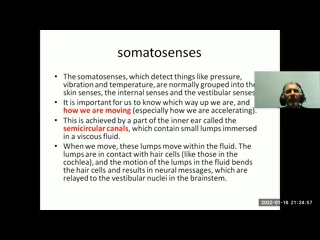 somatosenses
• The somatosenses, which detect things like pressure,
vibration and temperature, are normally grouped into the
skin senses, the internal senses and the vestibular senses
• It is important for us to know which way up we are, and
how we are moving (especially how we are accelerating).
• This is achieved by a part of the inner ear called the
semicircular canals, which contain small lumps immersed
in a viscous fluid.
• When we move, these lumps move within the fluid. The
lumps are in contact with hair cells (like those in the
cochlea), and the motion of the lumps in the fluid bends
the hair cells and results in neural messages, which are
relayed to the vestibular nuclei in the brainstem.
2022-01-18 21:24:57